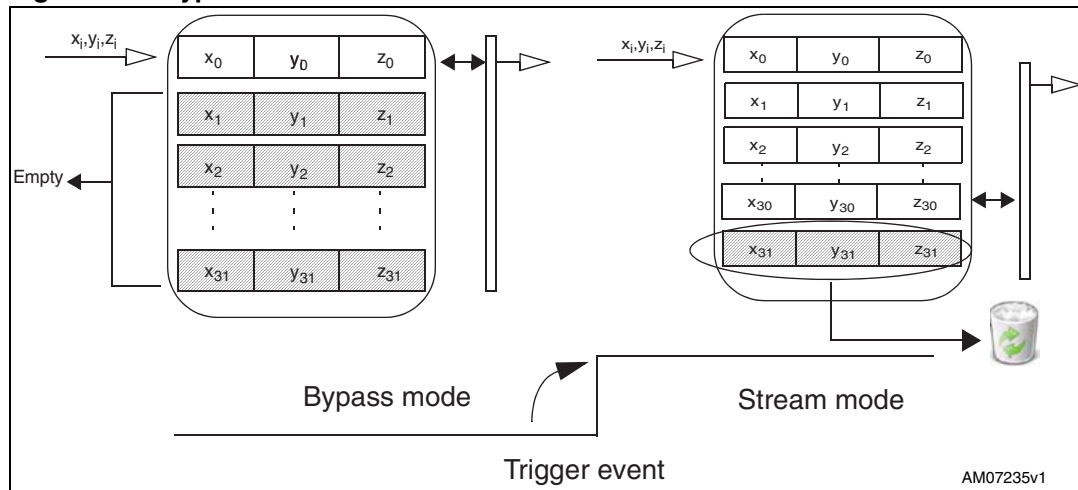 xi,yi,zi
x0 y0 z0
x1 y1 z1
x2 y2 z2
x31 y31 z31
Empty
xi,yi,zi
x0 y0 z0
x1 y1 z1
x2 y2 z2
x30 y30 z30
x31 y31 z31
Bypass mode
Stream mode
Trigger event
AM07235v1